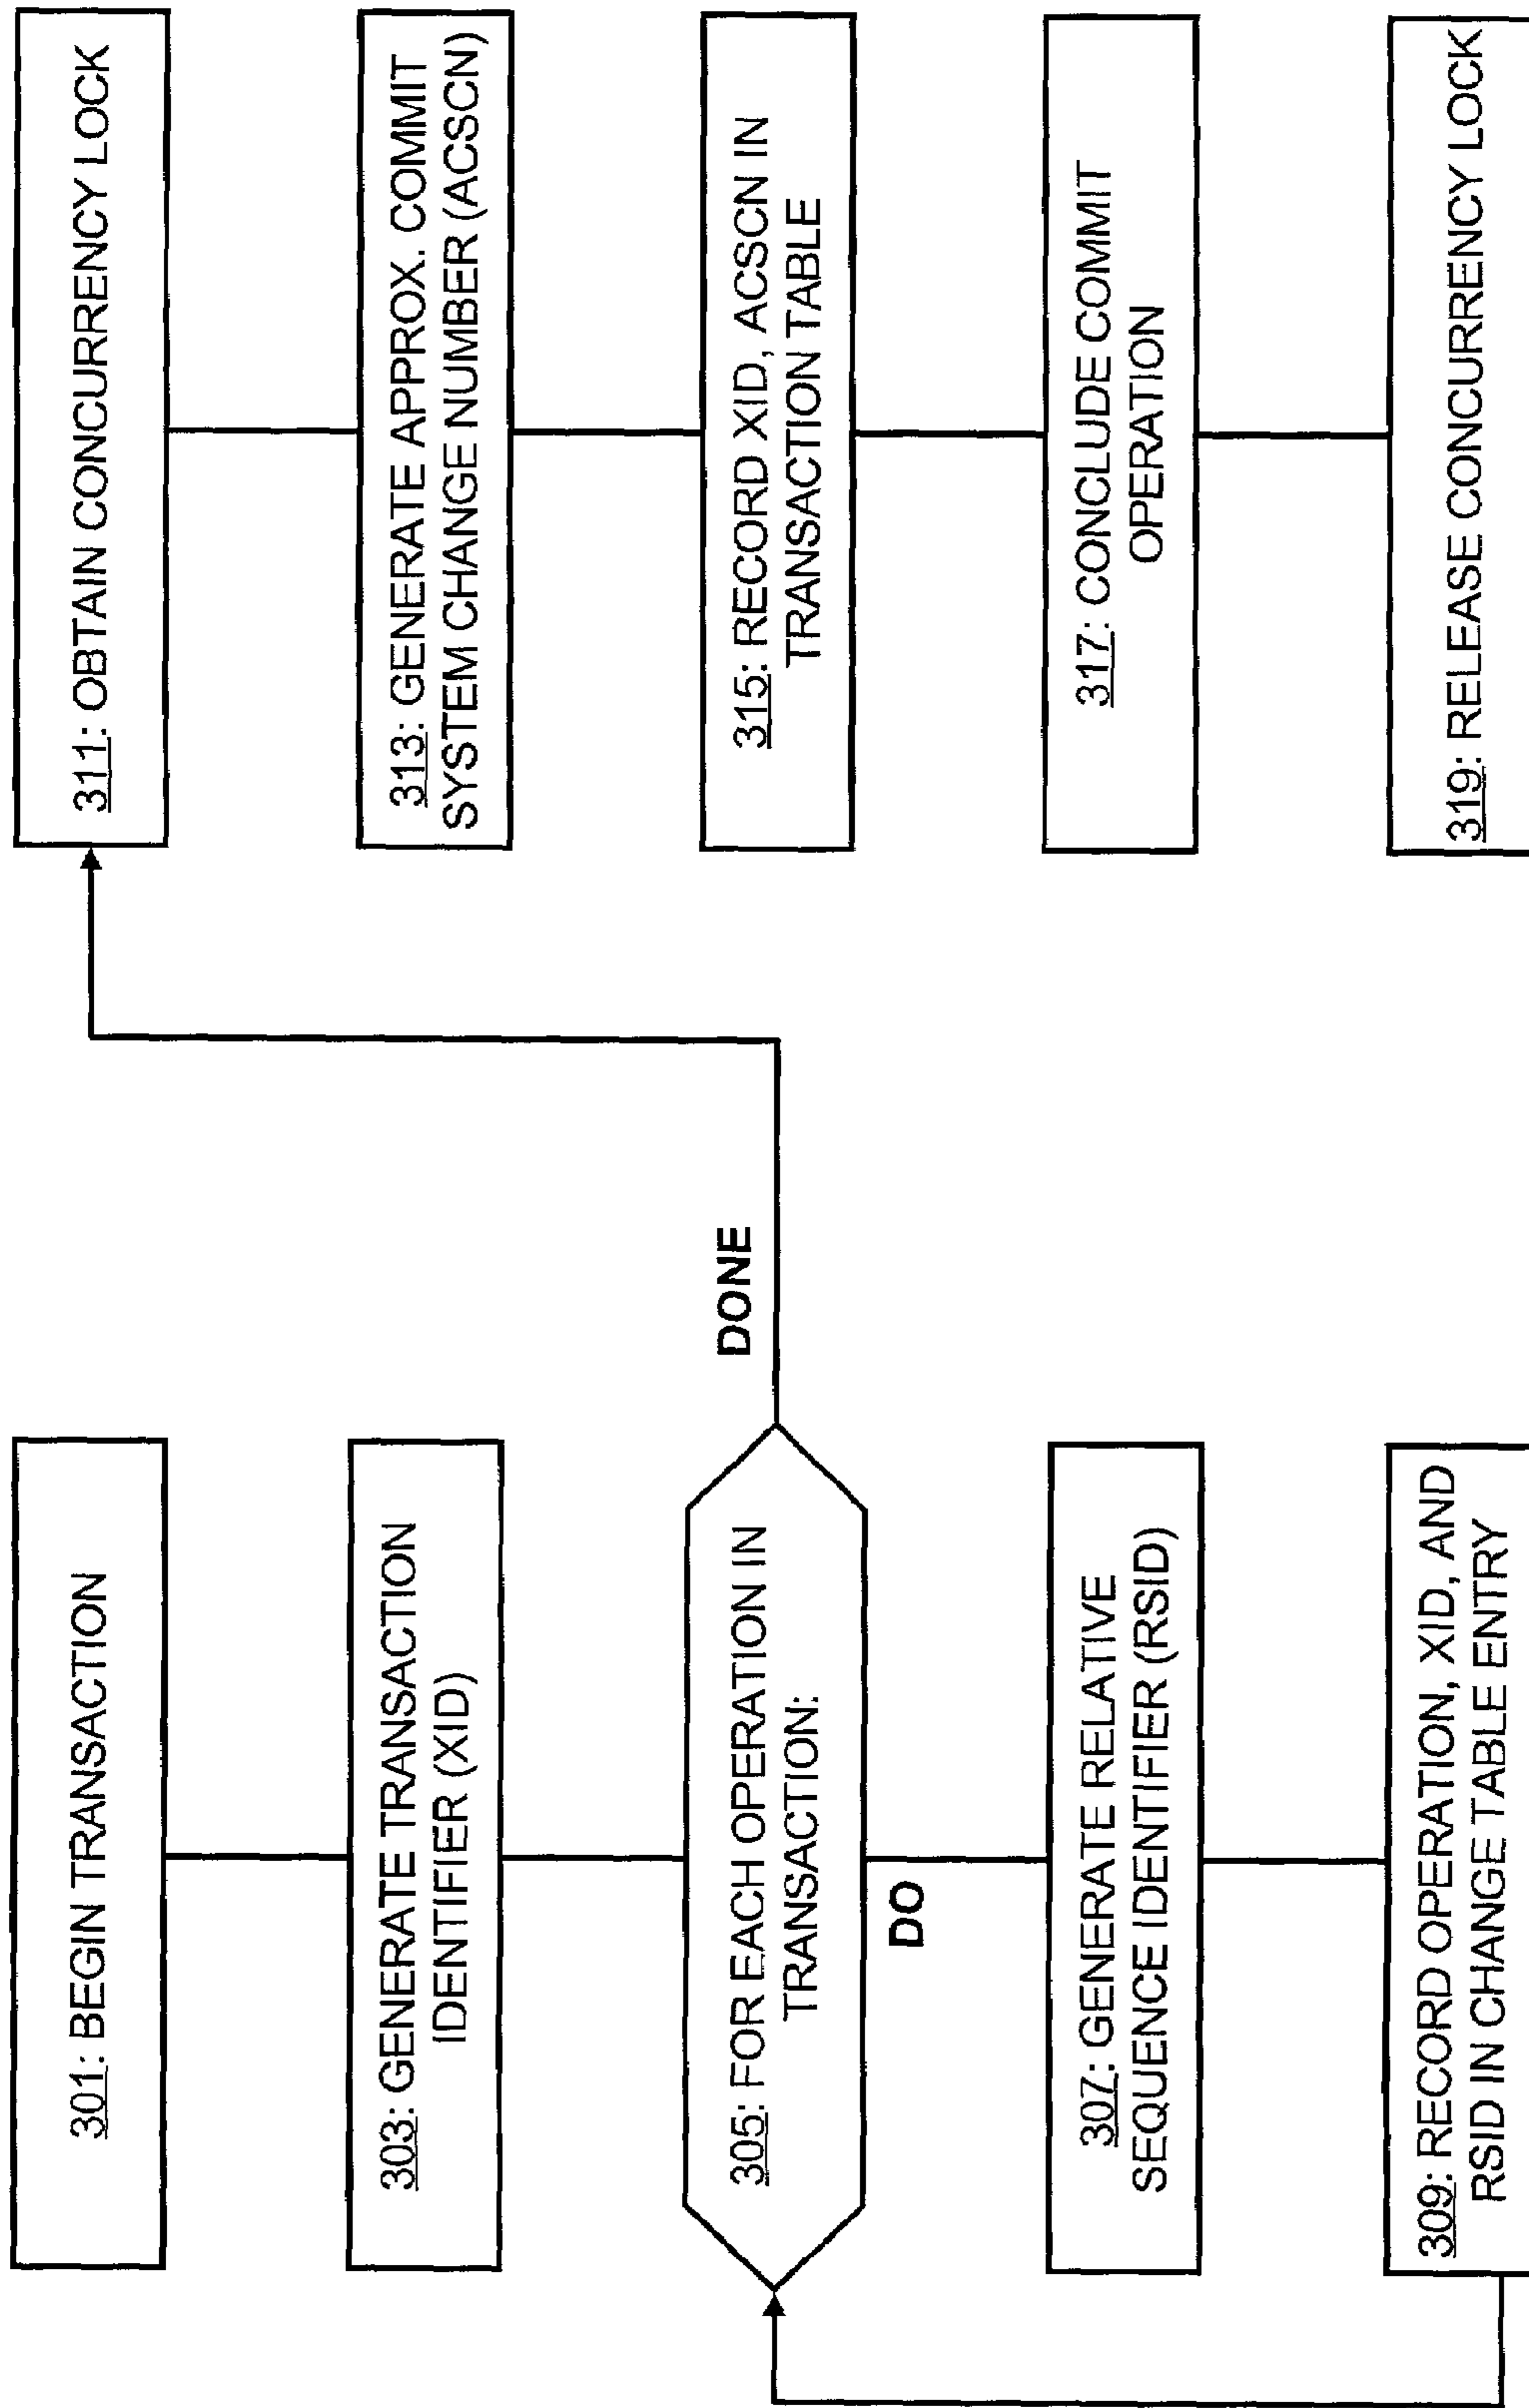 301: BEGIN TRANSACTION
303: GENERATE TRANSACTION
IDENTIFIER (XID)
305: FOR EACH OPERATION IN
TRANSACTION:
DO
DONE
307: GENERATE RELATIVE
SEQUENCE IDENTIFIER (RSID)
309: RECORD OPERATION, XID, AND
RSID IN CHANGE TABLE ENTRY
311: OBTAIN CONCURRENCY LOCK
313: GENERATE APPROX. COMMIT
SYSTEM CHANGE NUMBER (ACSCN)
315: RECORD XID, ACSCN IN
TRANSACTION TABLE
317: CONCLUDE COMMIT
OPERATION
319: RELEASE CONCURRENCY LOCK